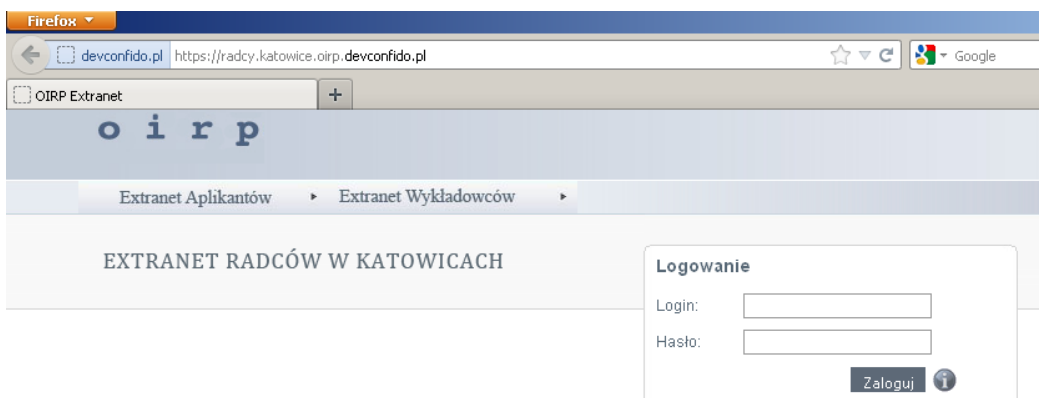 Firefox
devconfido.pl https://radcy.katowice.oirp.devconfido.pl Google
OIRP Extranet
oirp
Extranet Aplikantów Extranet Wykładowców
EXTRANET RADCÓW W KATOWICACH
Logowanie
Login:
Hasło:
Zaloguj